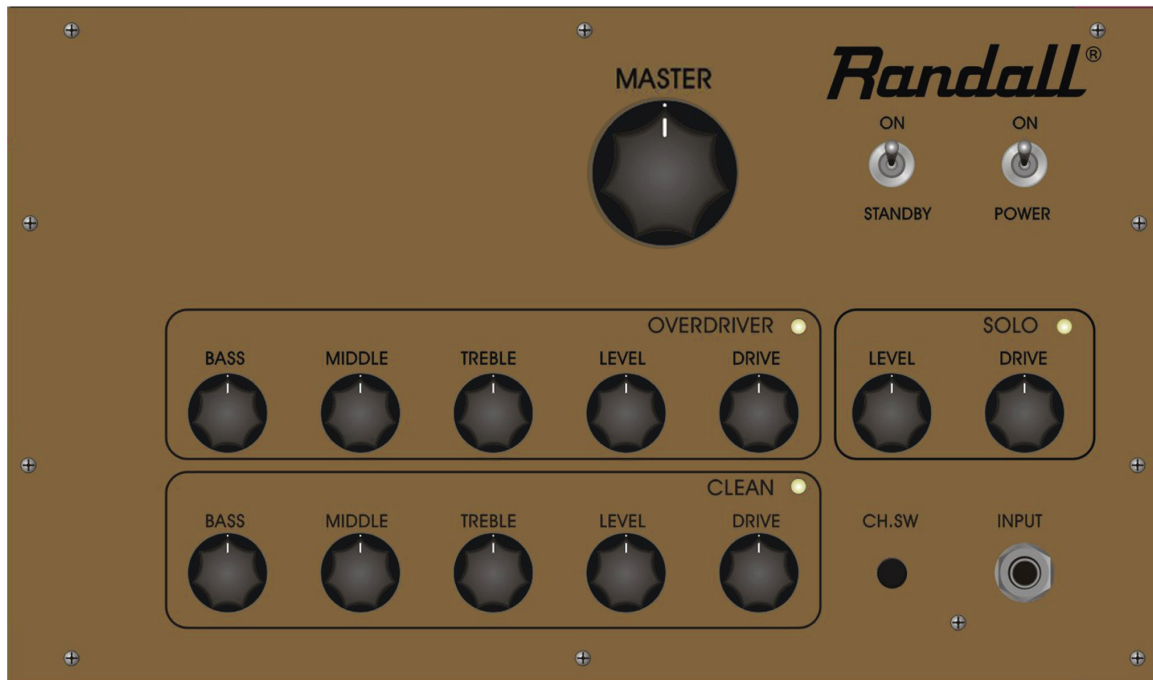 MASTER
Randall®
ON ON
STANDBY POWER
OVERDRIVER
SOLO
BASS MIDDLE TREBLE LEVEL DRIVE
LEVEL DRIVE
CLEAN
BASS MIDDLE TREBLE LEVEL DRIVE
CH.SW INPUT